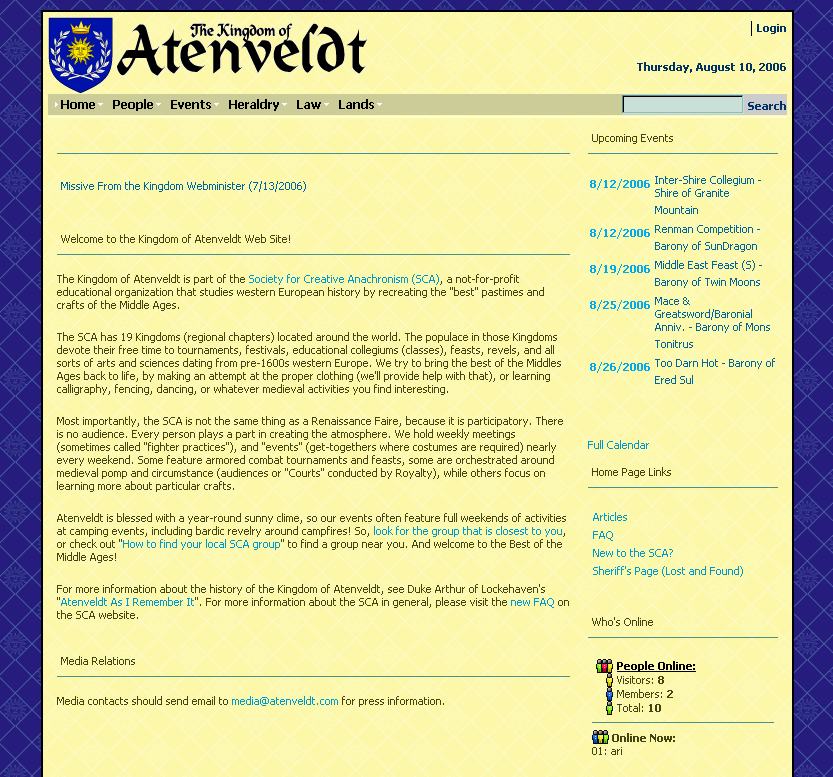 The Kingdom of
Atenveldt
Login
Thursday, August 10, 2006
Home People Events Heraldry Law Lands
Search
Missive From the Kingdom Webminister (7/13/2006)
Welcome to the Kingdom of Atenveldt Web Site!
The Kingdom of Atenveldt is part of the Society for Creative Anachronism (SCA), a not-for-profit
educational organization that studies western European history by recreating the "best" pastimes and
crafts of the Middle Ages.
The SCA has 19 Kingdoms (regional chapters) located around the world. The populace in those Kingdoms
devote their free time to tournaments, festivals, educational collegiums (classes), feasts, revels, and all
sorts of arts and sciences dating from pre-1600s western Europe. We try to bring the best of the Middles
Ages back to life, by making an attempt at the proper clothing (we'll provide help with that), or learning
calligraphy, fencing, dancing, or whatever medieval activities you find interesting.
Most importantly, the SCA is not the same thing as a Renaissance Faire, because it is participatory. There
is no audience. Every person plays a part in creating the atmosphere. We hold weekly meetings
(sometimes called "fighter practices"), and "events" (get-togethers where costumes are required) nearly
every weekend. Some feature armored combat tournaments and feasts, some are orchestrated around
medieval pomp and circumstance (audiences or "Courts" conducted by Royalty), while others focus on
learning more about particular crafts.
Atenveldt is blessed with a year-round sunny clime, so our events often feature full weekends of activities
at camping events, including bardic revelry around campfires! So, look for the group that is closest to you,
or check out "How to find your local SCA group" to find a group near you. And welcome to the Best of the
Middle Ages!
For more information about the history of the Kingdom of Atenveldt, see Duke Arthur of Lockehaven's
"Atenveldt As I Remember It". For more information about the SCA in general, please visit the new FAQ on
the SCA website.
Media Relations
Media contacts should send email to media@atenveldt.com for press information.
Upcoming Events
8/12/2006 Inter-Shire Collegium -
Shire of Granite
Mountain
8/12/2006 Renman Competition -
Barony of SunDragon
8/19/2006 Middle East Feast (S) -
Barony of Twin Moons
8/25/2006 Mace &
Greatsword/Baronial
Anniv. - Barony of Mons
Tonitrus
8/26/2006 Too Darn Hot - Barony of
Ered Sul
Full Calendar
Home Page Links
Articles
FAQ
New to the SCA?
Sheriff's Page (Lost and Found)
Who's Online
People Online:
Visitors: 8
Members: 2
Total: 10
Online Now:
01: ari